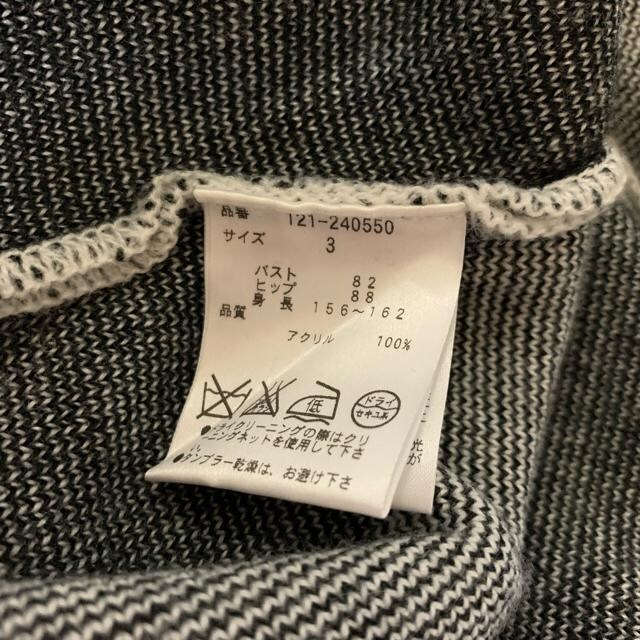 品番 121-240550
サイズ 3
バスト 82
ヒップ 88
身長 156〜162
品質
アクリル 100%
低
ドライ
セキユ系
ライクリーニングの際はクリ
ニングネットを使用して下さ
●タンブラー乾燥は、お避け下さ
光
が